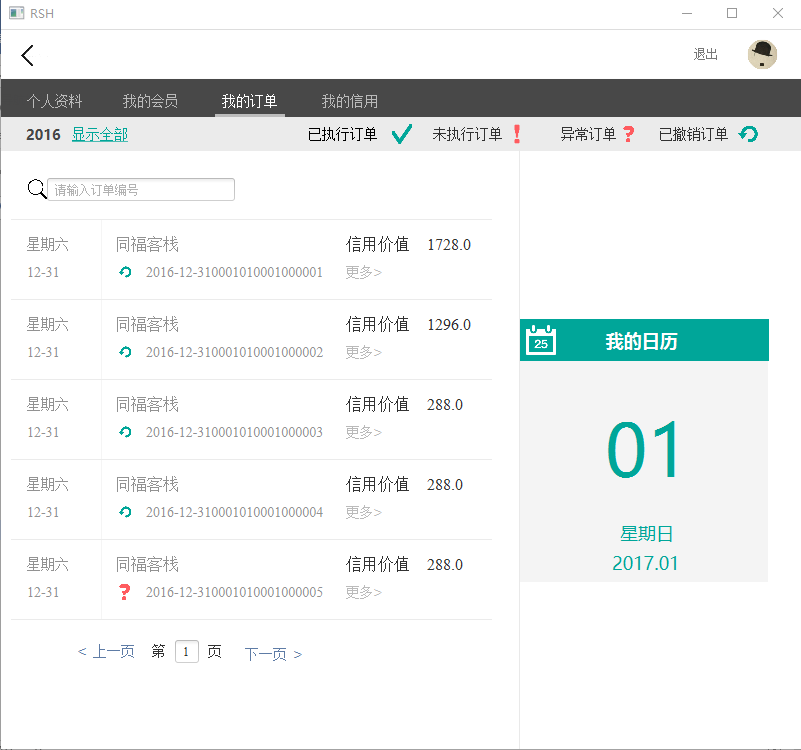 RSH
退出
个人资料 我的会员 我的订单 我的信用
2016 显示全部 已执行订单 未执行订单 异常订单 已撤销订单
请输入订单编号
星期六 同福客栈 信用价值 1728.0
12-31 2016-12-310001010001000001 更多>
星期六 同福客栈 信用价值 1296.0
12-31 2016-12-310001010001000002 更多>
星期六 同福客栈 信用价值 288.0
12-31 2016-12-310001010001000003 更多>
星期六 同福客栈 信用价值 288.0
12-31 2016-12-310001010001000004 更多>
星期六 同福客栈 信用价值 288.0
12-31 2016-12-310001010001000005 更多>
< 上一页 第 1 页 下一页 >
25 我的日历
01
星期日
2017.01